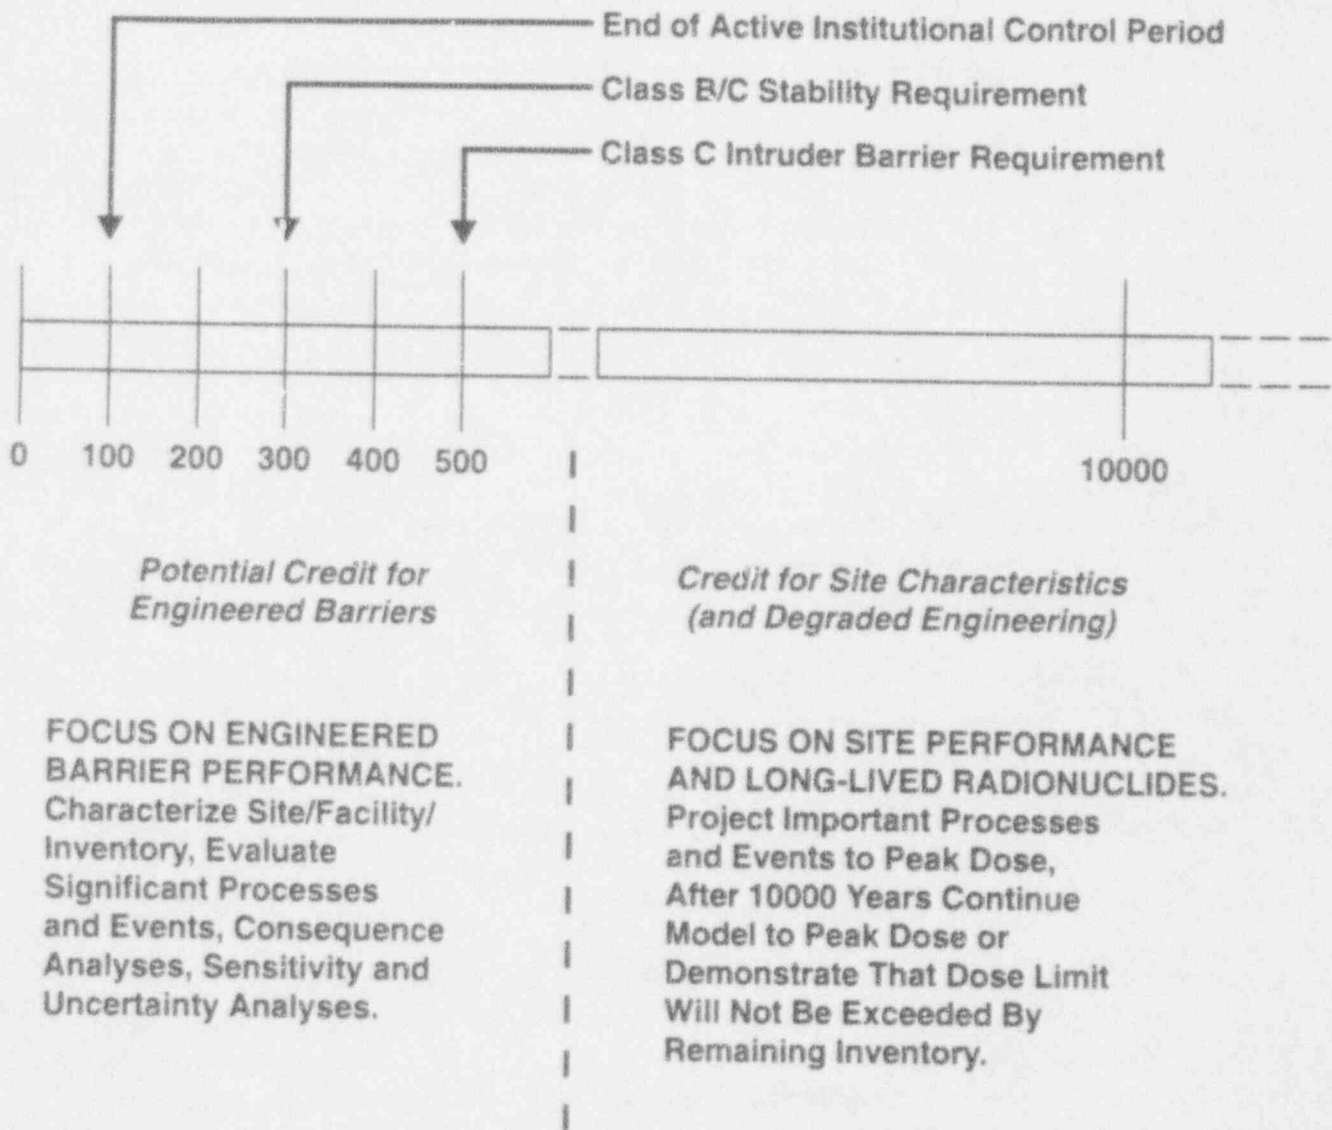 End of Active Institutional Control Period
Class B/C Stability Requirement
Class C Intruder Barrier Requirement
0 100 200 300 400 500
10000
Potential Credit for
Engineered Barriers
Credit for Site Characteristics
(and Degraded Engineering)
FOCUS ON ENGINEERED
BARRIER PERFORMANCE.
Characterize Site/Facility/
Inventory, Evaluate
Significant Processes
and Events, Consequence
Analyses, Sensitivity and
Uncertainty Analyses.
FOCUS ON SITE PERFORMANCE
AND LONG-LIVED RADIONUCLIDES.
Project Important Processes
and Events to Peak Dose,
After 10000 Years Continue
Model to Peak Dose or
Demonstrate That Dose Limit
Will Not Be Exceeded By
Remaining Inventory.